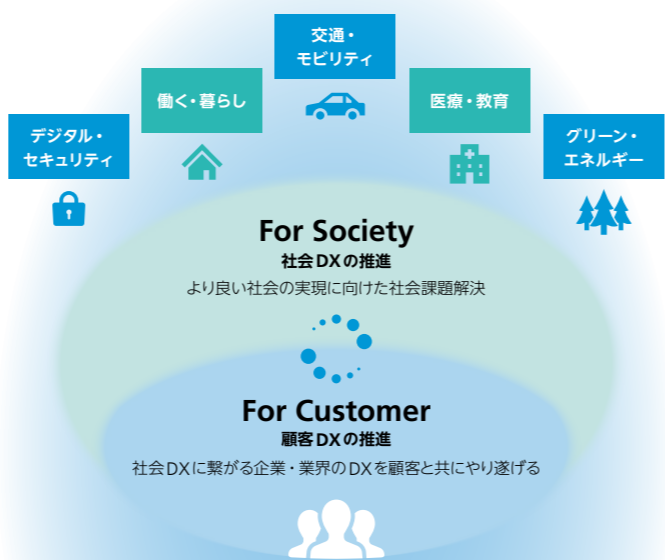 交通・
モビリティ
働く・暮らし
医療・教育
デジタル・
セキュリティ
グリーン・
エネルギー
For Society
社会DXの推進
より良い社会の実現に向けた社会課題解決
For Customer
顧客DXの推進
社会DXに繋がる企業・業界のDXを顧客と共にやり遂げる